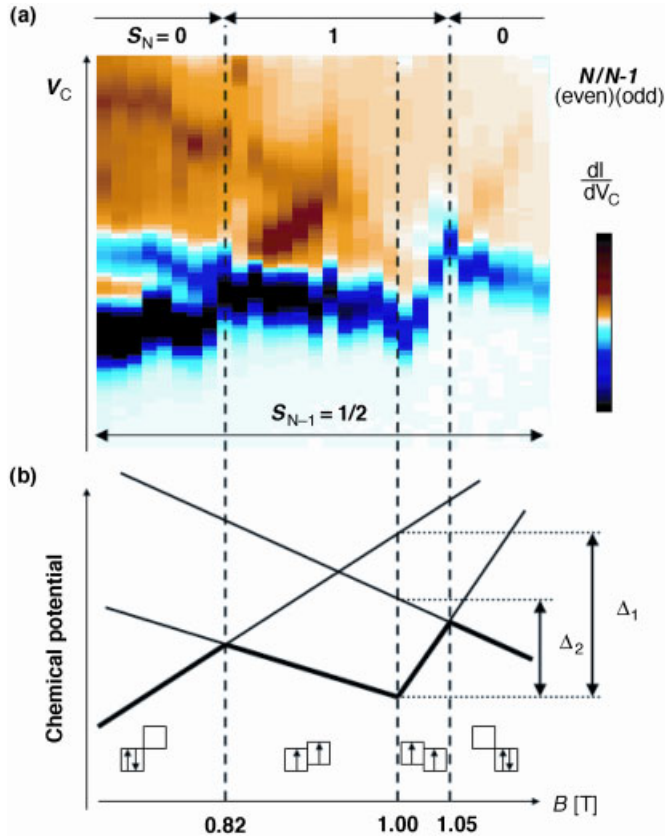 (a)
S_N = 0 1 0
V_C
N/N-1
(even)(odd)
dI
dV_C
S_N–1 = 1/2
(b)
Chemical potential
Δ_1
Δ_2
B [T]
0.82 1.00 1.05